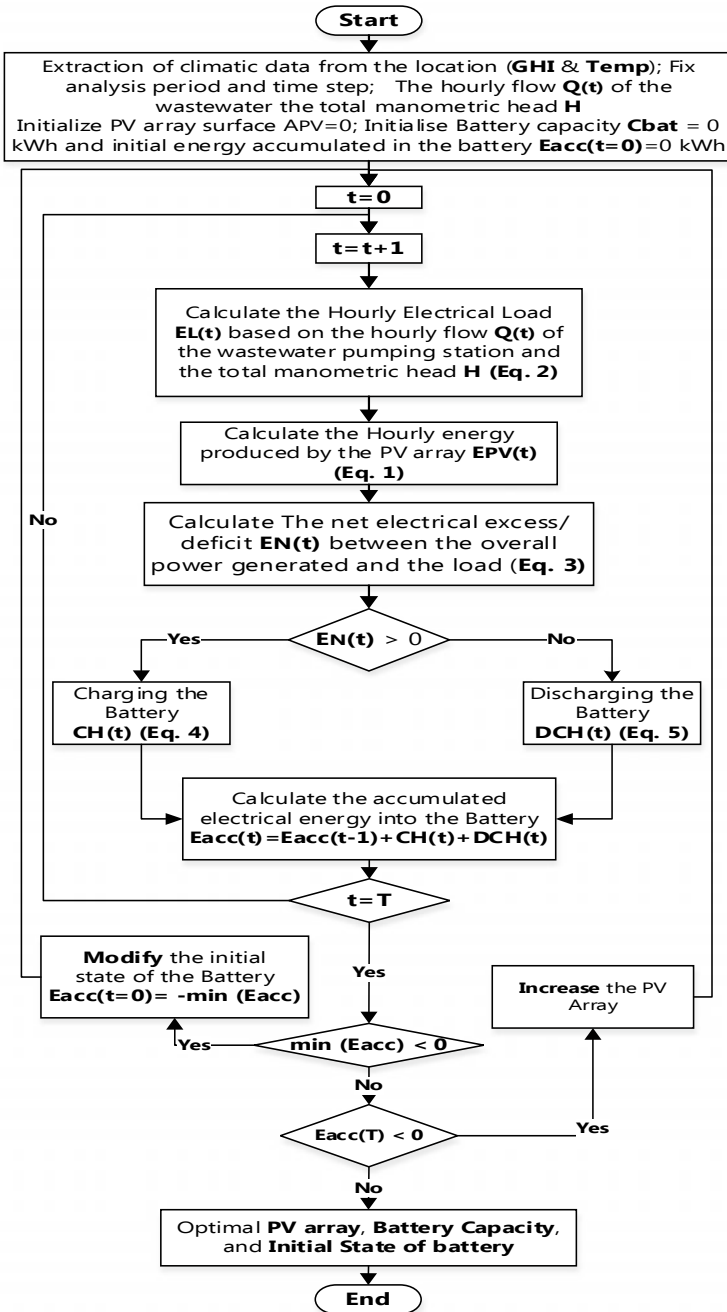 Start
Extraction of climatic data from the location (GHI & Temp); Fix
analysis period and time step; The hourly flow Q(t) of the
wastewater the total manometric head H
Initialize PV array surface APV=0; Initialise Battery capacity Cbat = 0
kWh and initial energy accumulated in the battery Eacc(t=0)=0 kWh
t=0
t=t+1
Calculate the Hourly Electrical Load
EL(t) based on the hourly flow Q(t) of
the wastewater pumping station and
the total manometric head H (Eq. 2)
Calculate the Hourly energy
produced by the PV array EPV(t)
(Eq. 1)
No
Calculate The net electrical excess/
deficit EN(t) between the overall
power generated and the load (Eq. 3)
EN(t) > 0
Yes
No
Charging the
Battery
CH(t) (Eq. 4)
Discharging the
Battery
DCH(t) (Eq. 5)
Calculate the accumulated
electrical energy into the Battery
Eacc(t)=Eacc(t-1)+CH(t)+DCH(t)
t=T
Yes
Modify the initial
state of the Battery
Eacc(t=0)= -min (Eacc)
Increase the PV
Array
min (Eacc) < 0
Yes
No
Eacc(T) < 0
Yes
No
Optimal PV array, Battery Capacity,
and Initial State of battery
End